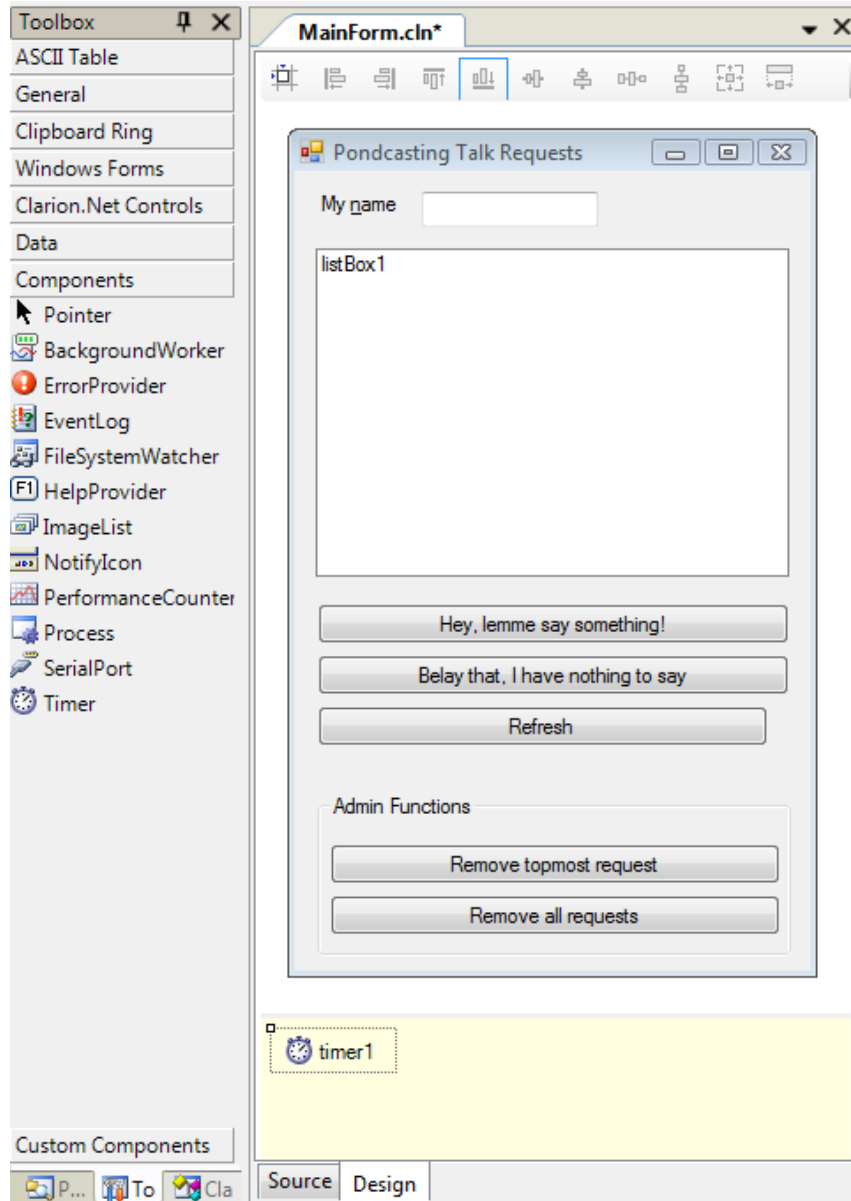 Toolbox
ASCII Table
General
Clipboard Ring
Windows Forms
Clarion.Net Controls
Data
Components
Pointer
BackgroundWorker
ErrorProvider
EventLog
FileSystemWatcher
F1 HelpProvider
ImageList
NotifyIcon
PerformanceCounter
Process
SerialPort
Timer
Custom Components
P... To Cla
MainForm.cln*
Pondcasting Talk Requests
My name
listBox1
Hey, lemme say something!
Belay that, I have nothing to say
Refresh
Admin Functions
Remove topmost request
Remove all requests
timer1
Source Design